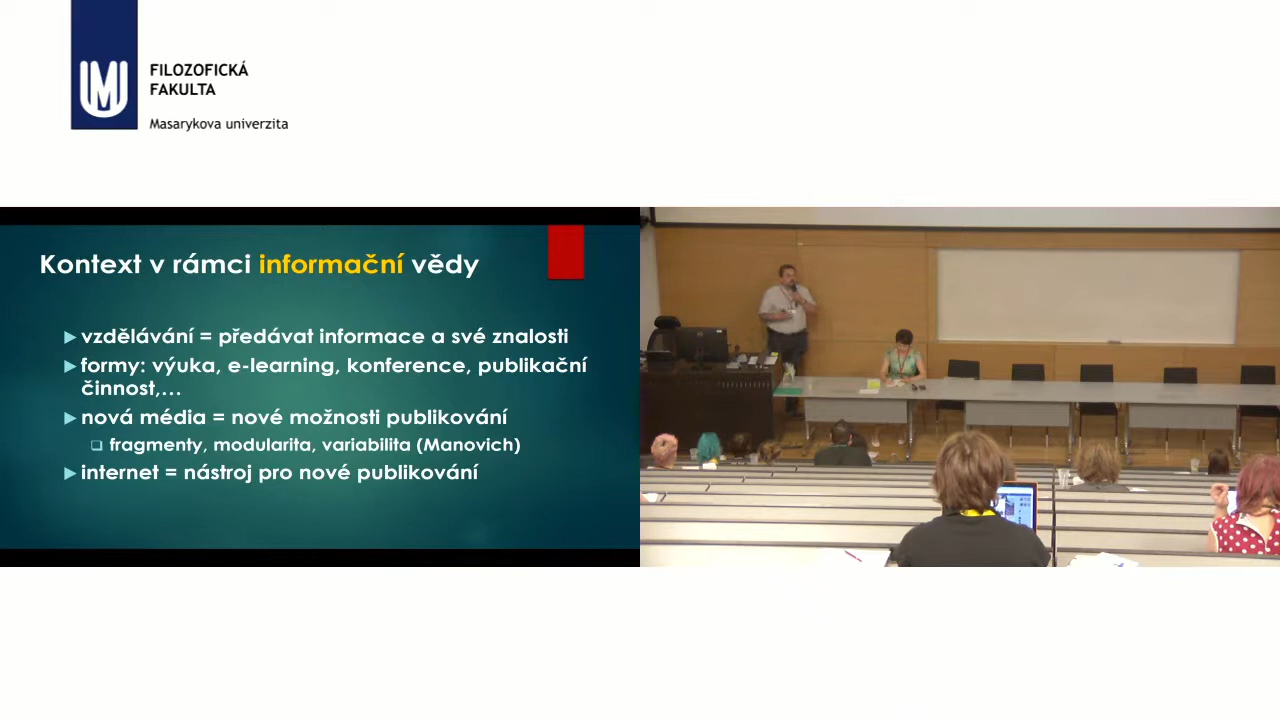 FILOZOFICKÁ
FAKULTA
Masarykova univerzita
Kontext v rámci informační vědy
vzdělávání = předávat informace a své znalosti
formy: výuka, e-learning, konference, publikační
činnost,...
nová média = nové možnosti publikování
fragmenty, modularita, variabilita (Manovich)
internet = nástroj pro nové publikování